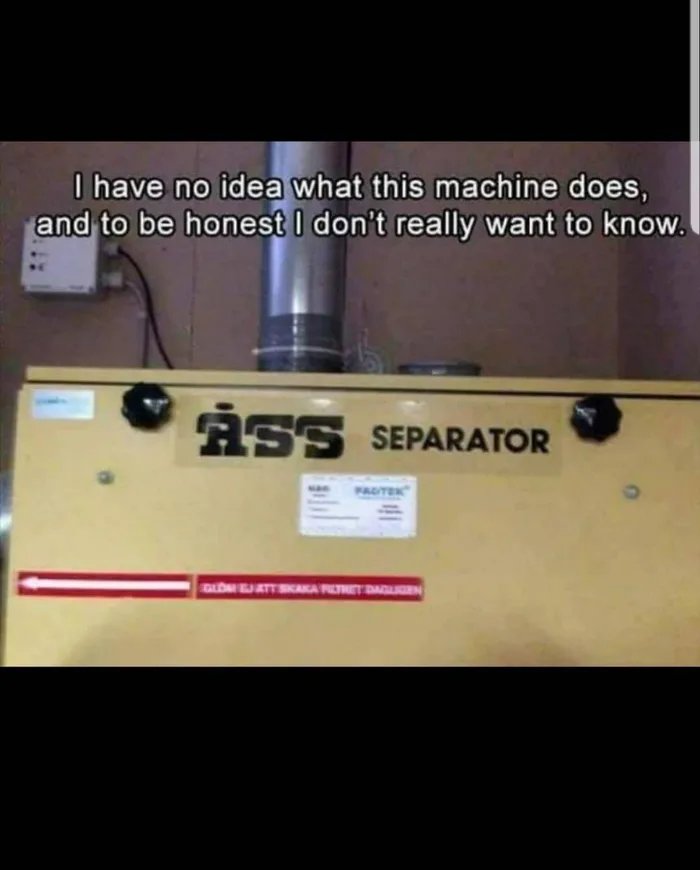 I have no idea what this machine does,
and to be honest I don't really want to know.
ÅSS SEPARATOR
GLÖM EJ ATT SKAKA FILTRET DAGLIGEN